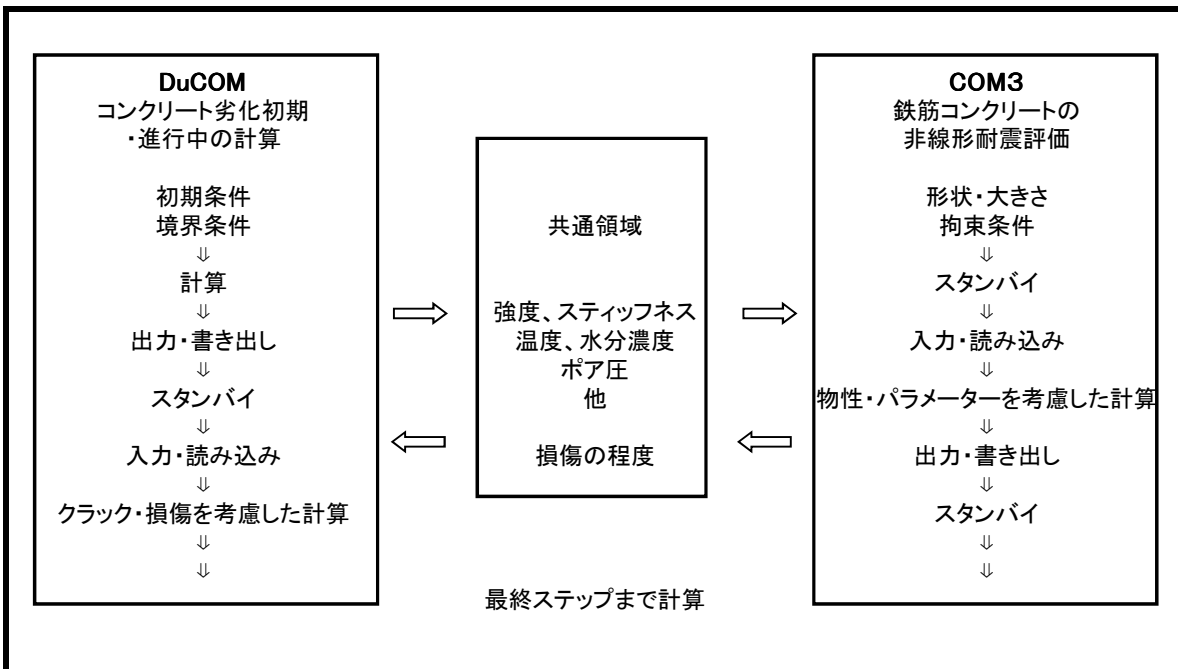 DuCOM
コンクリート劣化初期
・進行中の計算
初期条件
境界条件
⇓
計算
⇓
出力・書き出し
⇓
スタンバイ
⇓
入力・読み込み
⇓
クラック・損傷を考慮した計算
⇓
⇓
共通領域
強度、スティッフネス
温度、水分濃度
ポア圧
他
損傷の程度
最終ステップまで計算
COM3
鉄筋コンクリートの
非線形耐震評価
形状・大きさ
拘束条件
⇓
スタンバイ
⇓
入力・読み込み
⇓
物性・パラメーターを考慮した計算
⇓
出力・書き出し
⇓
スタンバイ
⇓
⇓